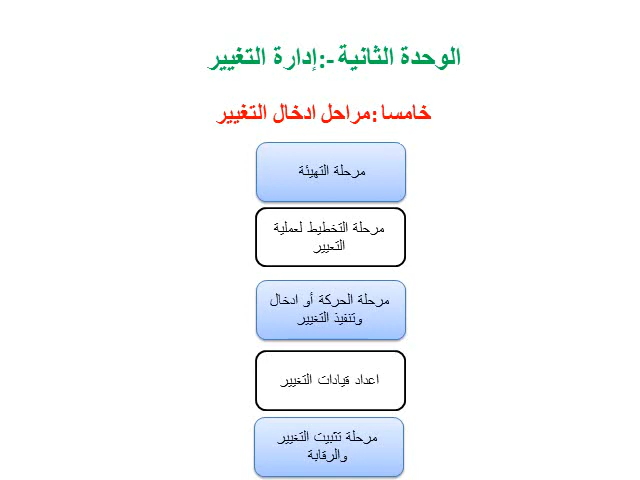 الوحدة الثانية -:إدارة التغيير
خامسا :مراحل ادخال التغيير
مرحلة التهيئة
مرحلة التخطيط لعملية
التغيير
مرحلة الحركة أو ادخال
وتنفيذ التغيير
اعداد قيادات التغيير
مرحلة تثبيت التغيير
والرقابة